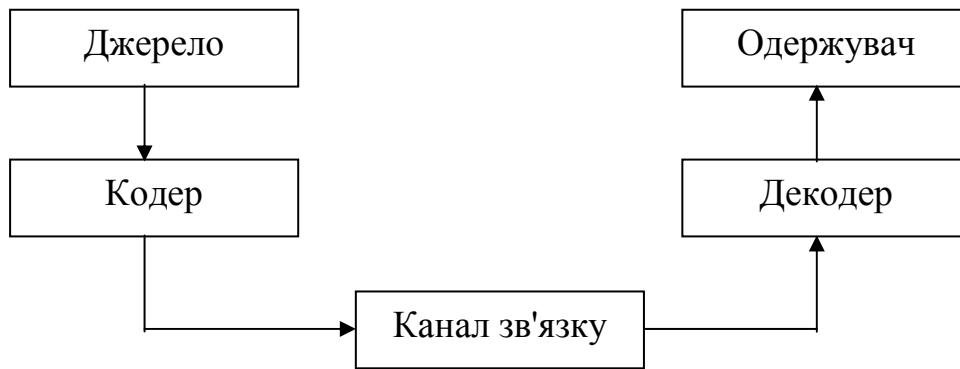 Джерело
Одержувач
Кодер
Декодер
Канал зв'язку